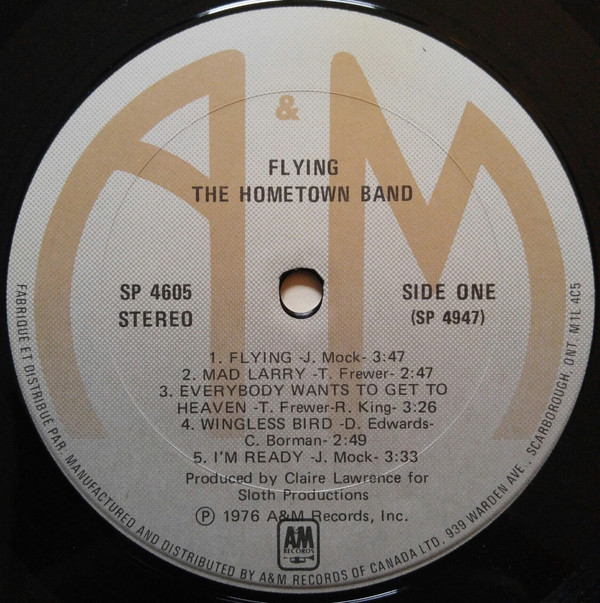 A & M
FLYING
THE HOMETOWN BAND
SP 4605
STEREO
SIDE ONE
(SP 4947)
1. FLYING -J. Mock- 3:47
2. MAD LARRY -T. Frewer- 2:47
3. EVERYBODY WANTS TO GET TO
HEAVEN -T. Frewer-R. King- 3:26
4. WINGLESS BIRD -D. Edwards-
C. Borman- 2:49
5. I'M READY -J. Mock- 3:33
Produced by Claire Lawrence for
Sloth Productions
℗ 1976 A&M Records, Inc.
AM
RECORDS
FABRIQUE ET DISTRIBUE PAR. MANUFACTURED AND DISTRIBUTED BY A&M RECORDS OF CANADA LTD. 939 WARDEN AVE., SCARBOROUGH, ONT. M1L 4C5